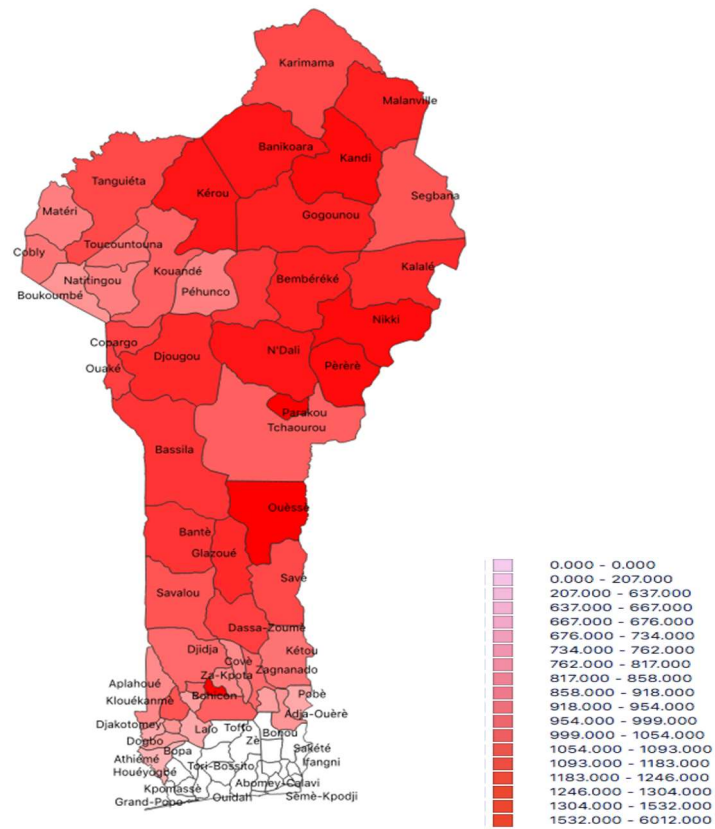 Karimama
Malanville
Banikoara
Kandi
Tanguiéta
Kérou
Segbana
Matéri
Gogounou
Toucountouna
Cobly
Kalalé
Kouandé
Natitingou
Bembéréké
Boukoumbé
Péhunco
Nikki
Copargo
N'Dali
Djougou
Ouaké
Pèrèrè
Parakou
Tchaourou
Bassila
Ouèssè
Bantè
Glazoué
Savè
Savalou
Dassa-Zoumè
Djidja
Kétou
Covè
Zagnanado
Za-Kpota
Aplahoué
Bohicon
Pobè
Klouékanmè
Adja-Ouèrè
Djakotomey
Lalo
Toffo
Bonou
Dogbo
Zè
Bopa
Sakété
Athiémé
Tori-Bossito
Ifangni
Houéyogbé
Kpomassè
Abomey-Calavi
Grand-Popo
Ouidah
Sèmè-Kpodji
0.000 - 0.000
0.000 - 207.000
207.000 - 637.000
637.000 - 667.000
667.000 - 676.000
676.000 - 734.000
734.000 - 762.000
762.000 - 817.000
817.000 - 858.000
858.000 - 918.000
918.000 - 954.000
954.000 - 999.000
999.000 - 1054.000
1054.000 - 1093.000
1093.000 - 1183.000
1183.000 - 1246.000
1246.000 - 1304.000
1304.000 - 1532.000
1532.000 - 6012.000